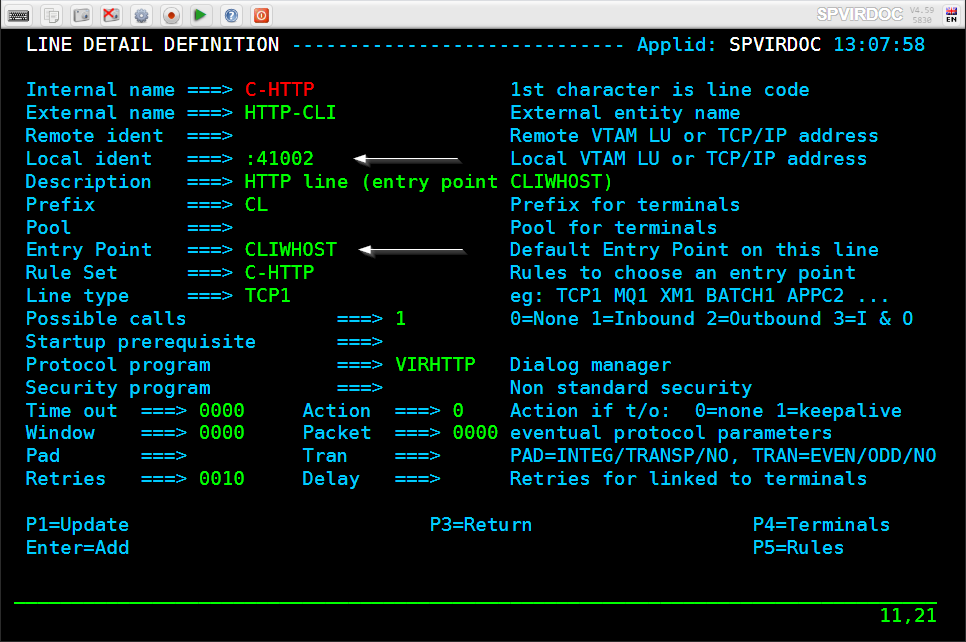 SPVIRDOC V4.59
5830
EN
LINE DETAIL DEFINITION ----------------------------- Applid: SPVIRDOC 13:07:58
Internal name ===> C-HTTP 1st character is line code
External name ===> HTTP-CLI External entity name
Remote ident ===> Remote VTAM LU or TCP/IP address
Local ident ===> :41002 Local VTAM LU or TCP/IP address
Description ===> HTTP line (entry point CLIWHOST)
Prefix ===> CL Prefix for terminals
Pool ===> Pool for terminals
Entry Point ===> CLIWHOST Default Entry Point on this line
Rule Set ===> C-HTTP Rules to choose an entry point
Line type ===> TCP1 eg: TCP1 MQ1 XM1 BATCH1 APPC2 ...
Possible calls ===> 1 0=None 1=Inbound 2=Outbound 3=I & O
Startup prerequisite ===>
Protocol program ===> VIRHTTP Dialog manager
Security program ===> Non standard security
Time out ===> 0000 Action ===> 0 Action if t/o: 0=none 1=keepalive
Window ===> 0000 Packet ===> 0000 eventual protocol parameters
Pad ===> Tran ===> PAD=INTEG/TRANSP/NO, TRAN=EVEN/ODD/NO
Retries ===> 0010 Delay ===> Retries for linked to terminals
P1=Update P3=Return P4=Terminals
Enter=Add P5=Rules
11,21